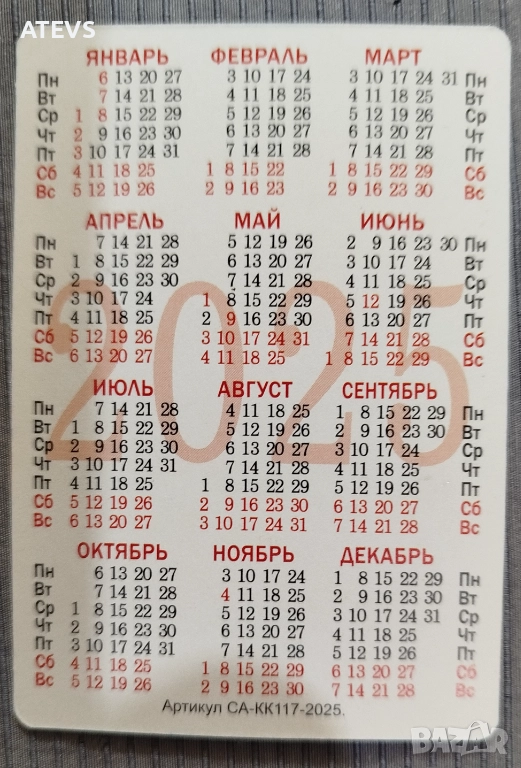 ATEVS
ЯНВАРЬ ФЕВРАЛЬ МАРТ
Пн 6 13 20 27 3 10 17 24 3 10 17 24 31 Пн
Вт 7 14 21 28 4 11 18 25 4 11 18 25 Вт
Ср 1 8 15 22 29 5 12 19 26 5 12 19 26 Ср
Чт 2 9 16 23 30 6 13 20 27 6 13 20 27 Чт
Пт 3 10 17 24 31 7 14 21 28 7 14 21 28 Пт
Сб 4 11 18 25 1 8 15 22 1 8 15 22 29 Сб
Вс 5 12 19 26 2 9 16 23 2 9 16 23 30 Вс
АПРЕЛЬ МАЙ ИЮНЬ
Пн 7 14 21 28 5 12 19 26 2 9 16 23 30 Пн
Вт 1 8 15 22 29 6 13 20 27 3 10 17 24 Вт
Ср 2 9 16 23 30 7 14 21 28 4 11 18 25 Ср
Чт 3 10 17 24 1 8 15 22 29 5 12 19 26 Чт
Пт 4 11 18 25 2 9 16 23 30 6 13 20 27 Пт
Сб 5 12 19 26 3 10 17 24 31 7 14 21 28 Сб
Вс 6 13 20 27 4 11 18 25 1 8 15 22 29 Вс
2025
ИЮЛЬ АВГУСТ СЕНТЯБРЬ
Пн 7 14 21 28 4 11 18 25 1 8 15 22 29 Пн
Вт 1 8 15 22 29 5 12 19 26 2 9 16 23 30 Вт
Ср 2 9 16 23 30 6 13 20 27 3 10 17 24 Ср
Чт 3 10 17 24 31 7 14 21 28 4 11 18 25 Чт
Пт 4 11 18 25 1 8 15 22 29 5 12 19 26 Пт
Сб 5 12 19 26 2 9 16 23 30 6 13 20 27 Сб
Вс 6 13 20 27 3 10 17 24 31 7 14 21 28 Вс
ОКТЯБРЬ НОЯБРЬ ДЕКАБРЬ
Пн 6 13 20 27 3 10 17 24 1 8 15 22 29 Пн
Вт 7 14 21 28 4 11 18 25 2 9 16 23 30 Вт
Ср 1 8 15 22 29 5 12 19 26 3 10 17 24 31 Ср
Чт 2 9 16 23 30 6 13 20 27 4 11 18 25 Чт
Пт 3 10 17 24 31 7 14 21 28 5 12 19 26 Пт
Сб 4 11 18 25 1 8 15 22 29 6 13 20 27 Сб
Вс 5 12 19 26 2 9 16 23 30 7 14 21 28 Вс
Артикул СА-КК117-2025.
BAZAR